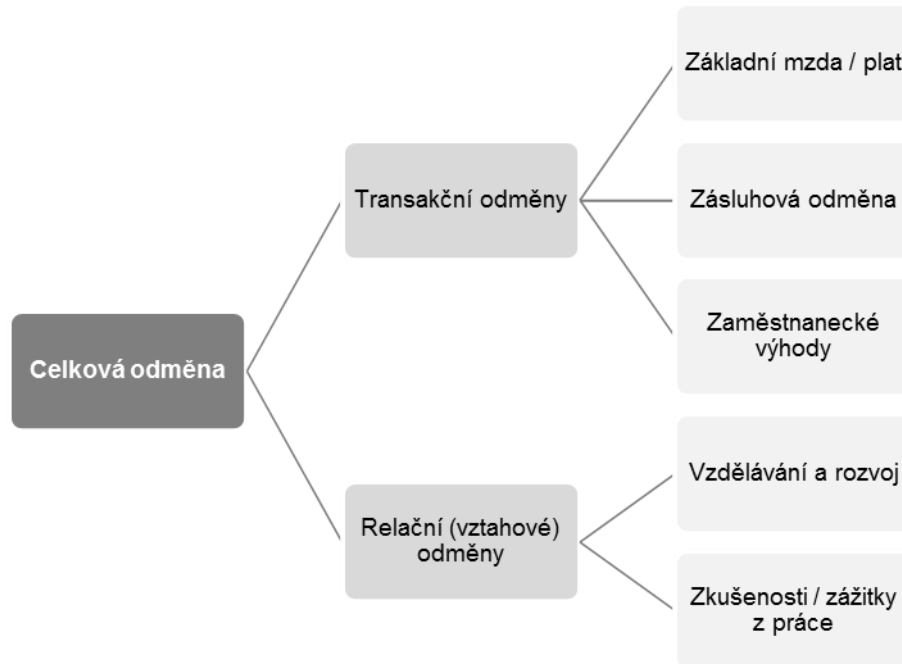 Základní mzda / plat
Transakční odměny
Zásluhová odměna
Zaměstnanecké
výhody
Celková odměna
Vzdělávání a rozvoj
Relační (vztahové)
odměny
Zkušenosti / zážitky
z práce